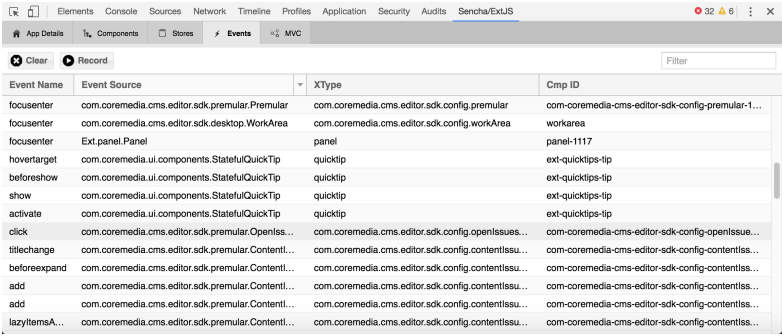 Elements Console Sources Network Timeline Profiles Application Security Audits Sencha/ExtJS 32 6
App Details Components Stores Events MVC
Clear Record Filter
Event Name Event Source XType Cmp ID
focusenter com.coremedia.cms.editor.sdk.premular.Premular com.coremedia.cms.editor.sdk.config.premular com-coremedia-cms-editor-sdk-config-premular-1...
focusenter com.coremedia.cms.editor.sdk.desktop.WorkArea com.coremedia.cms.editor.sdk.config.workArea workarea
focusenter Ext.panel.Panel panel panel-1117
hovertarget com.coremedia.ui.components.StatefulQuickTip quicktip ext-quicktips-tip
beforeshow com.coremedia.ui.components.StatefulQuickTip quicktip ext-quicktips-tip
show com.coremedia.ui.components.StatefulQuickTip quicktip ext-quicktips-tip
activate com.coremedia.ui.components.StatefulQuickTip quicktip ext-quicktips-tip
click com.coremedia.cms.editor.sdk.premular.OpenIss... com.coremedia.cms.editor.sdk.config.openIssues... com-coremedia-cms-editor-sdk-config-openIssue...
titlechange com.coremedia.cms.editor.sdk.premular.ContentI... com.coremedia.cms.editor.sdk.config.contentIssu... com-coremedia-cms-editor-sdk-config-contentIss...
beforeexpand com.coremedia.cms.editor.sdk.premular.ContentI... com.coremedia.cms.editor.sdk.config.contentIssu... com-coremedia-cms-editor-sdk-config-contentIss...
add com.coremedia.cms.editor.sdk.premular.ContentI... com.coremedia.cms.editor.sdk.config.contentIssu... com-coremedia-cms-editor-sdk-config-contentIss...
add com.coremedia.cms.editor.sdk.premular.ContentI... com.coremedia.cms.editor.sdk.config.contentIssu... com-coremedia-cms-editor-sdk-config-contentIss...
lazyItemsA... com.coremedia.cms.editor.sdk.premular.ContentI... com.coremedia.cms.editor.sdk.config.contentIssu... com-coremedia-cms-editor-sdk-config-contentIss...